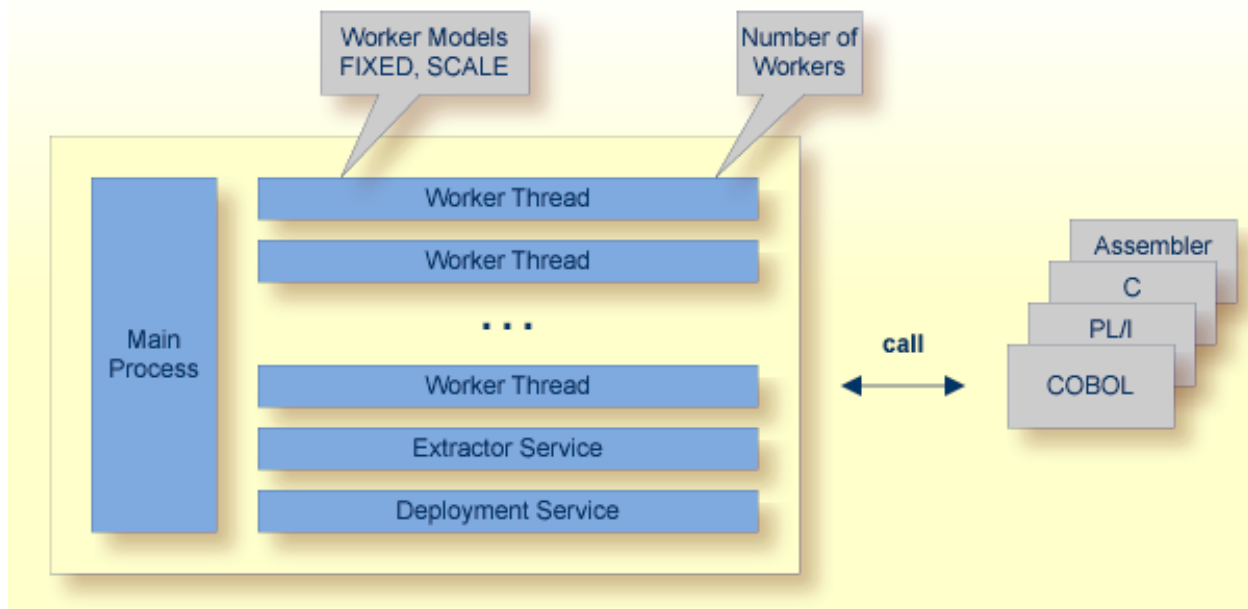 Worker Models
FIXED, SCALE
Number of
Workers
Worker Thread
Worker Thread
...
Main
Process
Worker Thread
Extractor Service
Deployment Service
call
Assembler
C
PL/I
COBOL